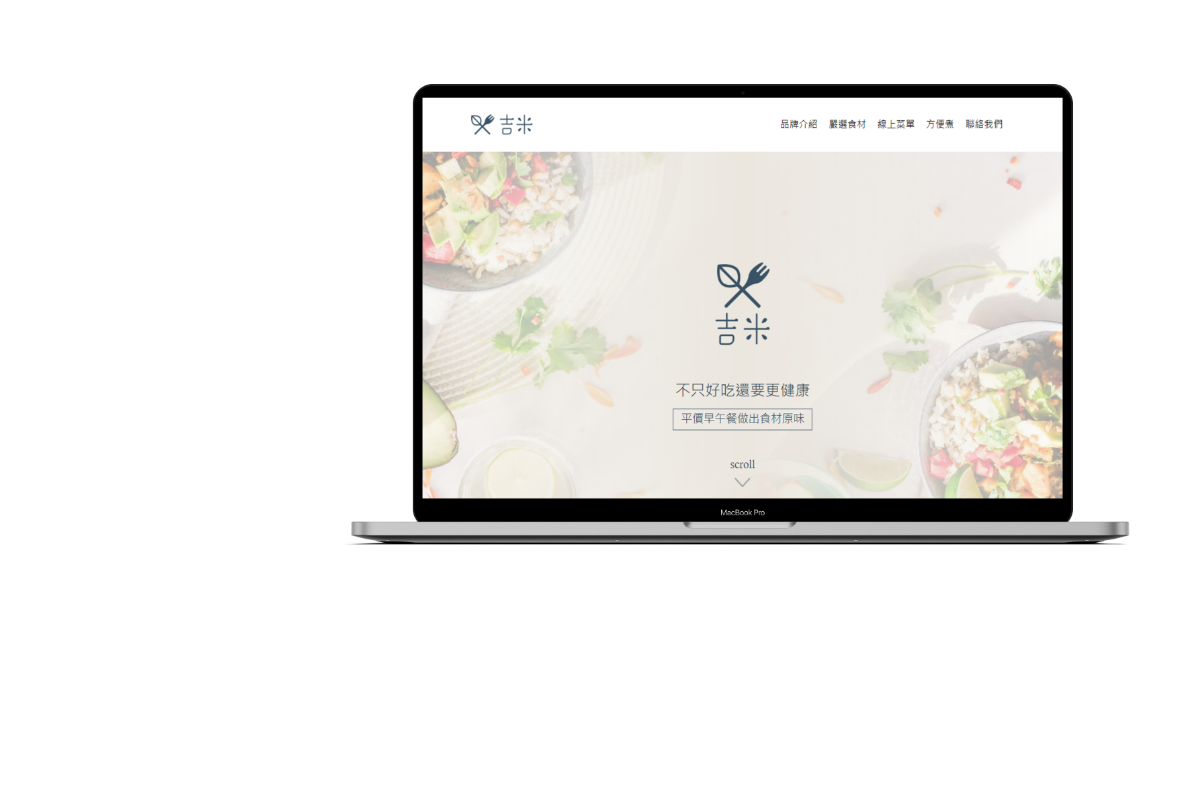 吉米
品牌介紹 嚴選食材 線上菜單 方便煮 聯絡我們
吉米
不只好吃還要更健康
平價早午餐做出食材原味
scroll
MacBook Pro